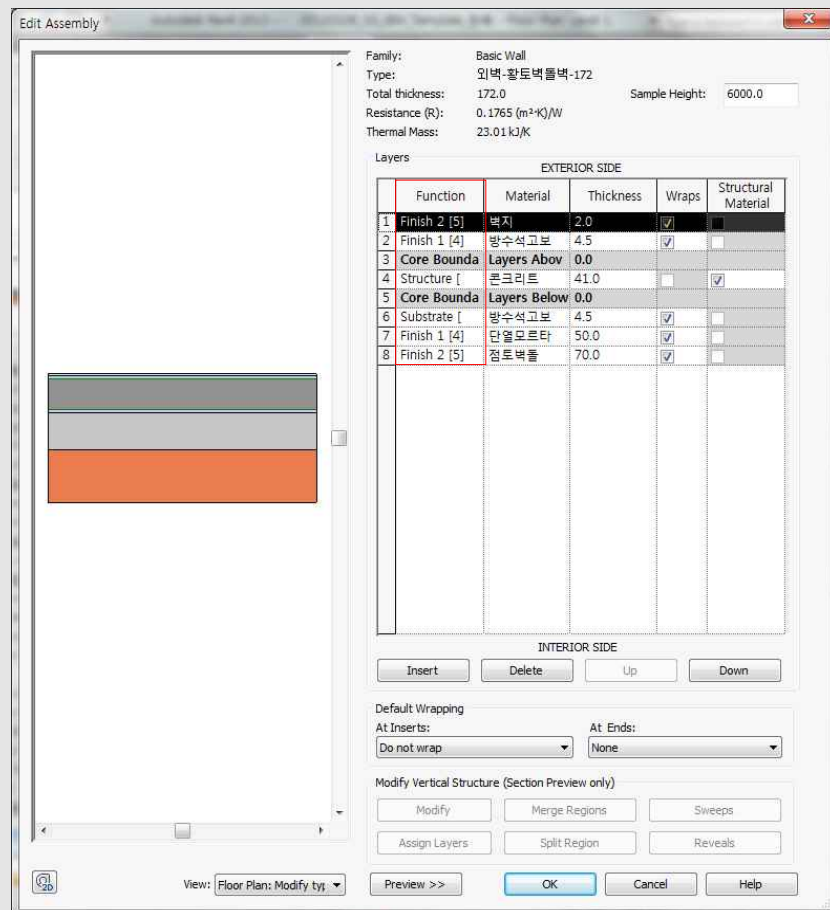 Edit Assembly
Family: Basic Wall
Type: 외벽-황토벽돌벽-172
Total thickness: 172.0 Sample Height: 6000.0
Resistance (R): 0.1765 (m²·K)/W
Thermal Mass: 23.01 kJ/K
Layers
EXTERIOR SIDE
Function Material Thickness Wraps Structural Material
1 Finish 2 [5] 벽지 2.0
2 Finish 1 [4] 방수석고보 4.5
3 Core Bounda Layers Abov 0.0
4 Structure [ 콘크리트 41.0
5 Core Bounda Layers Below 0.0
6 Substrate [ 방수석고보 4.5
7 Finish 1 [4] 단열모르타 50.0
8 Finish 2 [5] 점토벽돌 70.0
INTERIOR SIDE
Insert Delete Up Down
Default Wrapping
At Inserts: At Ends:
Do not wrap None
Modify Vertical Structure (Section Preview only)
Modify Merge Regions Sweeps
Assign Layers Split Region Reveals
2D View: Floor Plan: Modify typ Preview >> OK Cancel Help